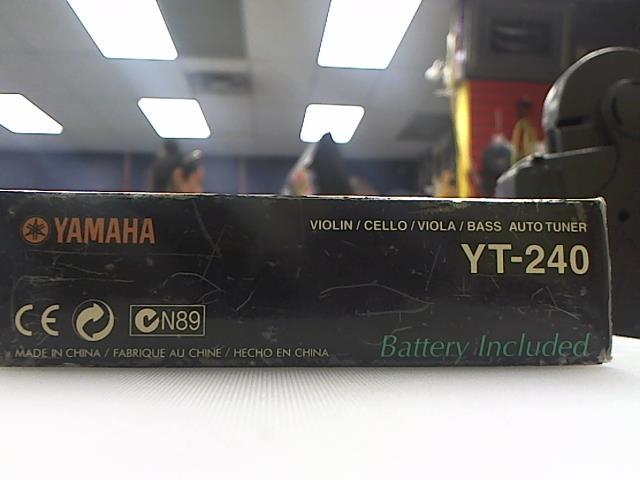 YAMAHA
VIOLIN / CELLO / VIOLA / BASS AUTO TUNER
YT-240
CE
N89
MADE IN CHINA / FABRIQUE AU CHINE / HECHO EN CHINA
Battery Included